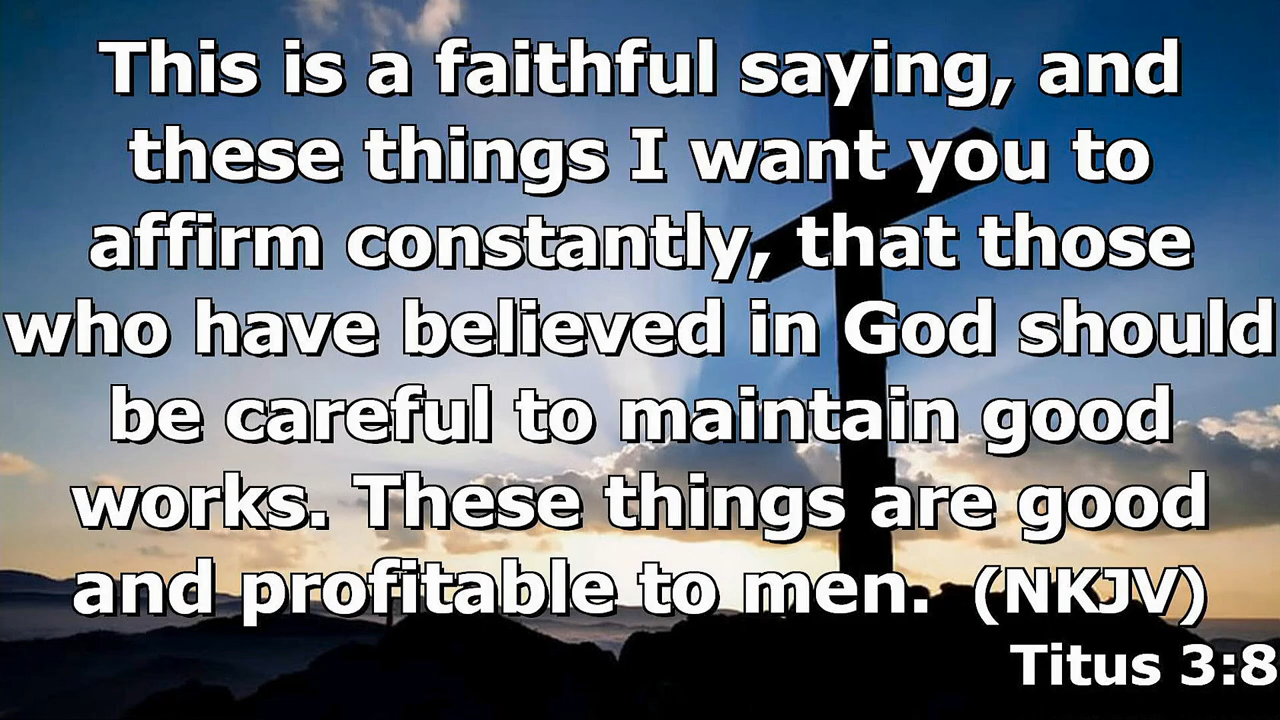 This is a faithful saying, and
these things I want you to
affirm constantly, that those
who have believed in God should
be careful to maintain good
works. These things are good
and profitable to men.  (NKJV)
Titus 3:8